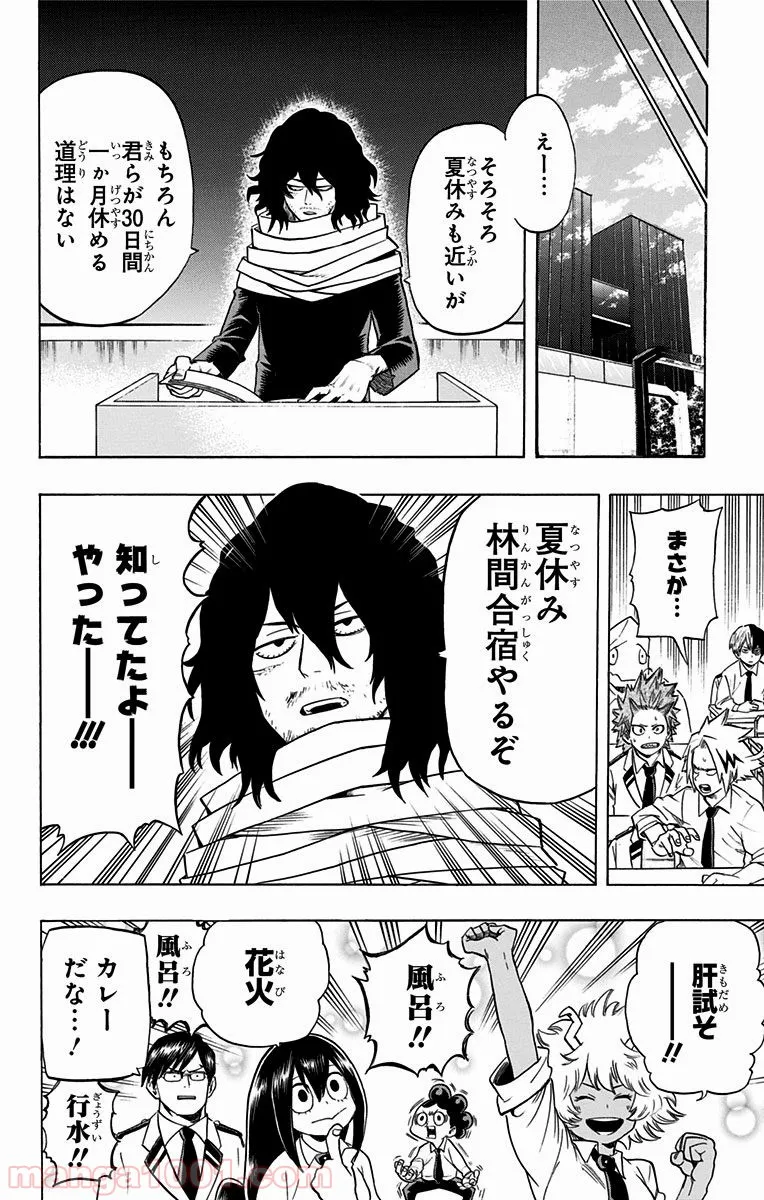 えー…
そろそろ
夏休みも近いが
もちろん
君らが30日間
一か月休める
道理はない
まさか…
夏休み
林間合宿やるぞ
知ってたよーー
やったーー!!!
肝試そ
ーー!!
風呂!!
花火
風呂!!
行水!!
カレー
だな…!
manga1001.com